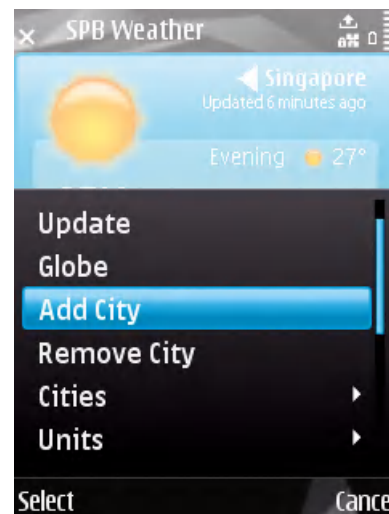 SPB Weather
Singapore
Updated 6 minutes ago
Evening 27°
Update
Globe
Add City
Remove City
Cities
Units
Select Cance